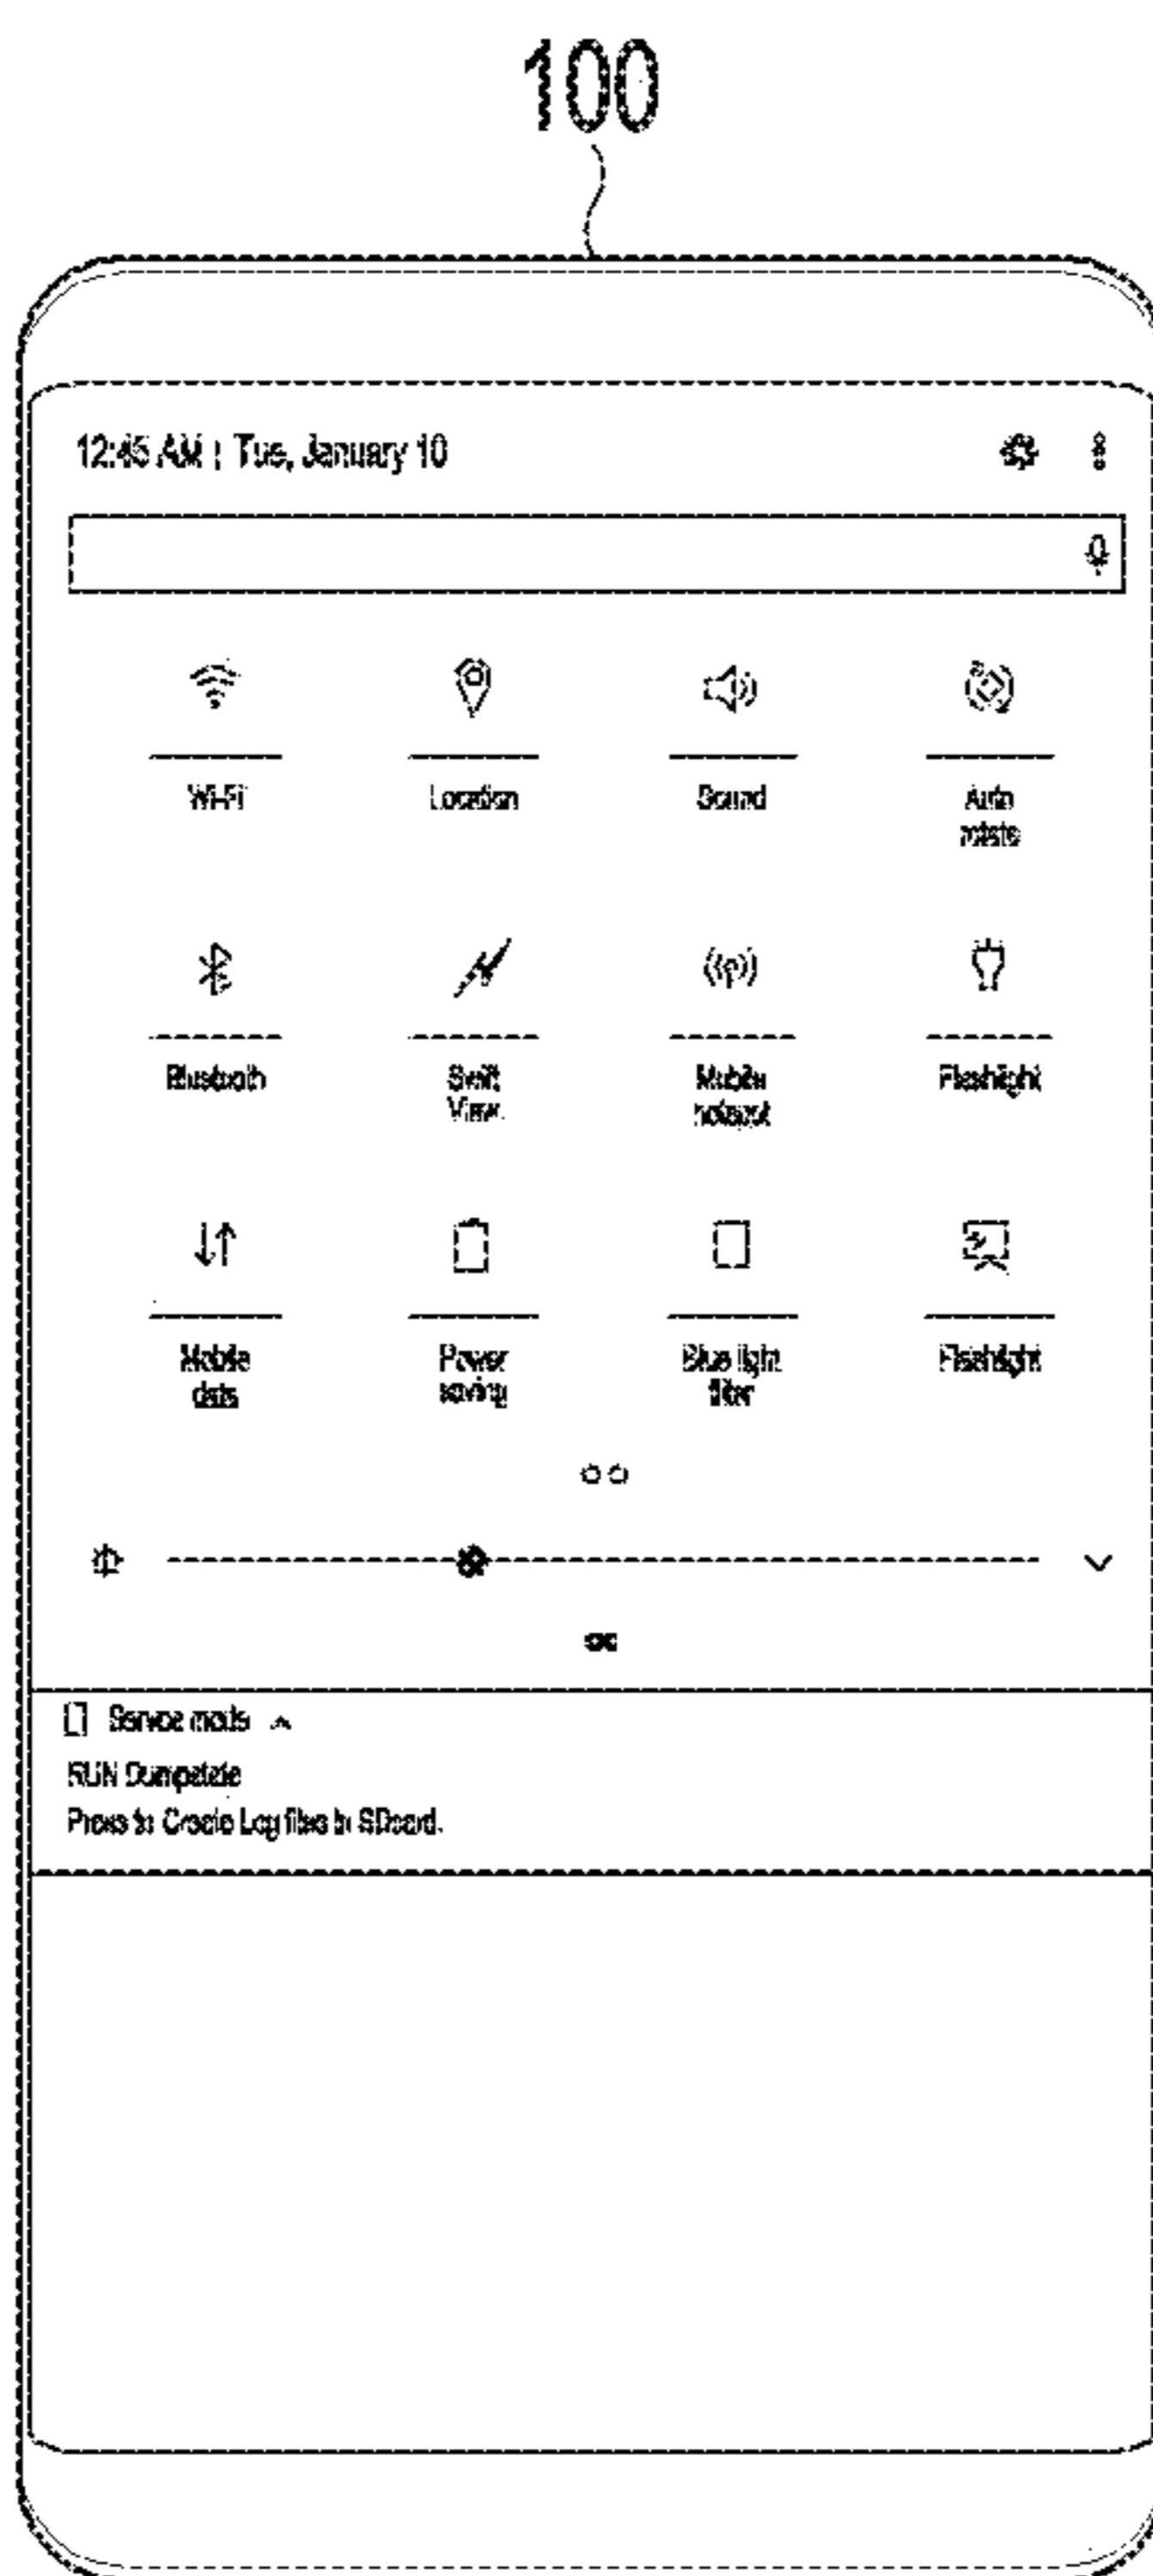 100
12:45 AM | Tue, January 10
Wi-Fi
Location
Sound
Auto
rotate
Bluetooth
Swift
View
Mobile
hotspot
Flashlight
Mobile
data
Power
saving
Blue light
filter
Flashlight
Service mode
RUN Dumpstate
Press to Create Log files in SDcard.